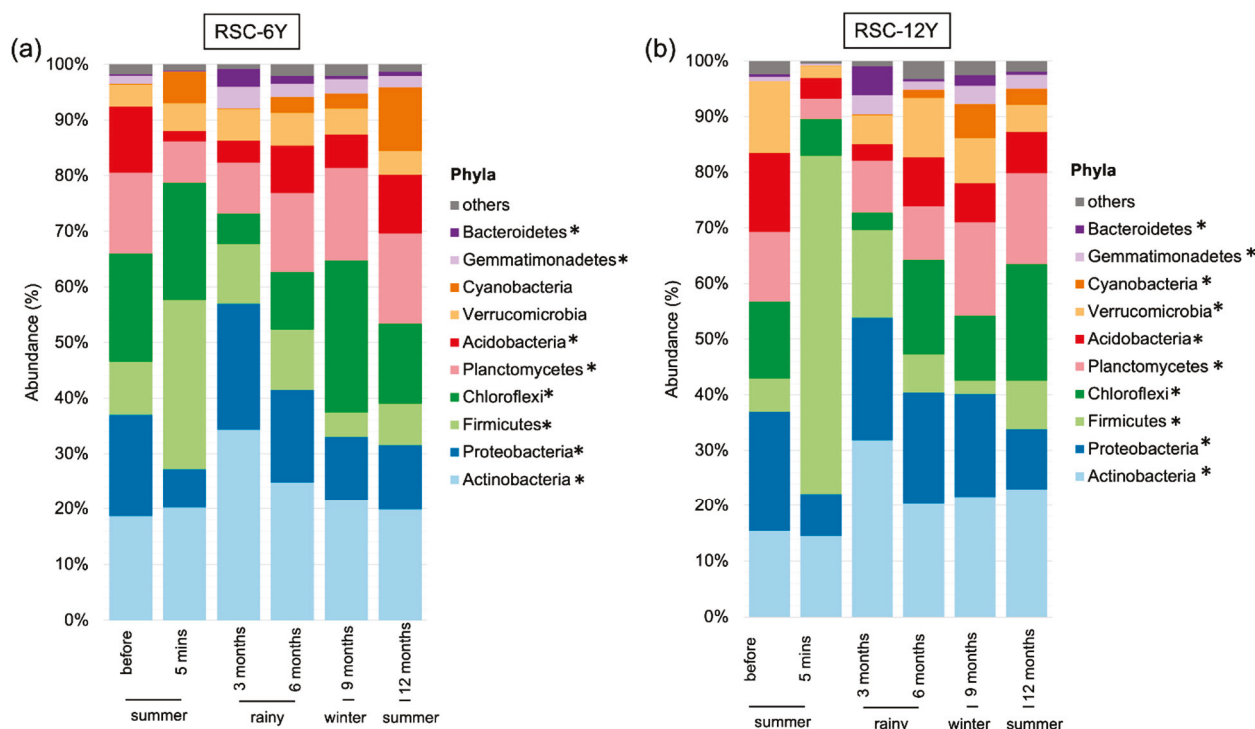 (a)
RSC-6Y
100%
90%
80%
70%
60%
50%
40%
30%
20%
10%
0%
Abundance (%)
before
5 mins
3 months
6 months
9 months
12 months
summer
rainy
winter
summer
Phyla
others
Bacteroidetes*
Gemmatimonadetes*
Cyanobacteria
Verrucomicrobia
Acidobacteria*
Planctomycetes*
Chloroflexi*
Firmicutes*
Proteobacteria*
Actinobacteria*
(b)
RSC-12Y
100%
90%
80%
70%
60%
50%
40%
30%
20%
10%
0%
Abundance (%)
before
5 mins
3 months
6 months
9 months
12 months
summer
rainy
winter
summer
Phyla
others
Bacteroidetes*
Gemmatimonadetes*
Cyanobacteria*
Verrucomicrobia*
Acidobacteria*
Planctomycetes*
Chloroflexi*
Firmicutes*
Proteobacteria*
Actinobacteria*